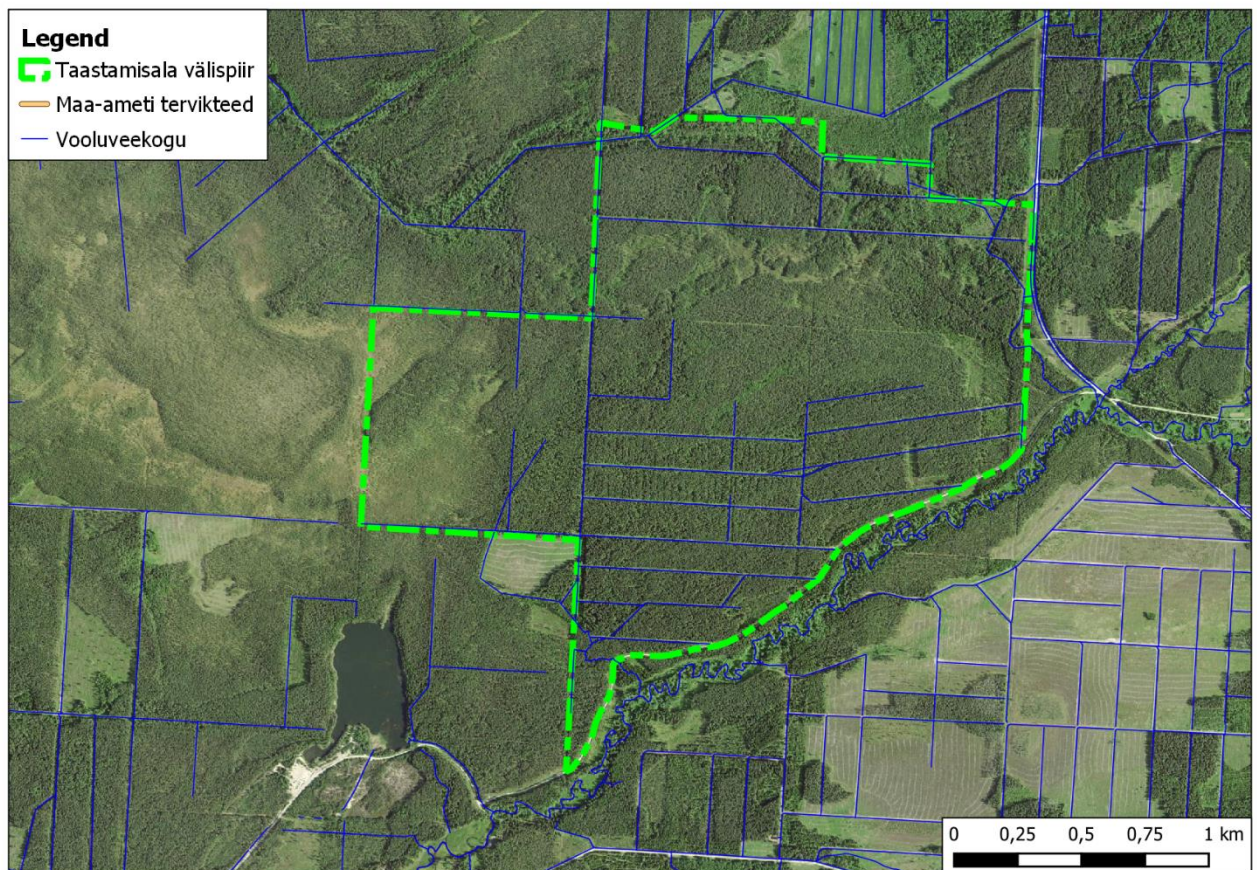 Legend
Taastamisala välispiir
Maa-ameti tervikteed
Vooluveekogu
0 0,25 0,5 0,75 1 km